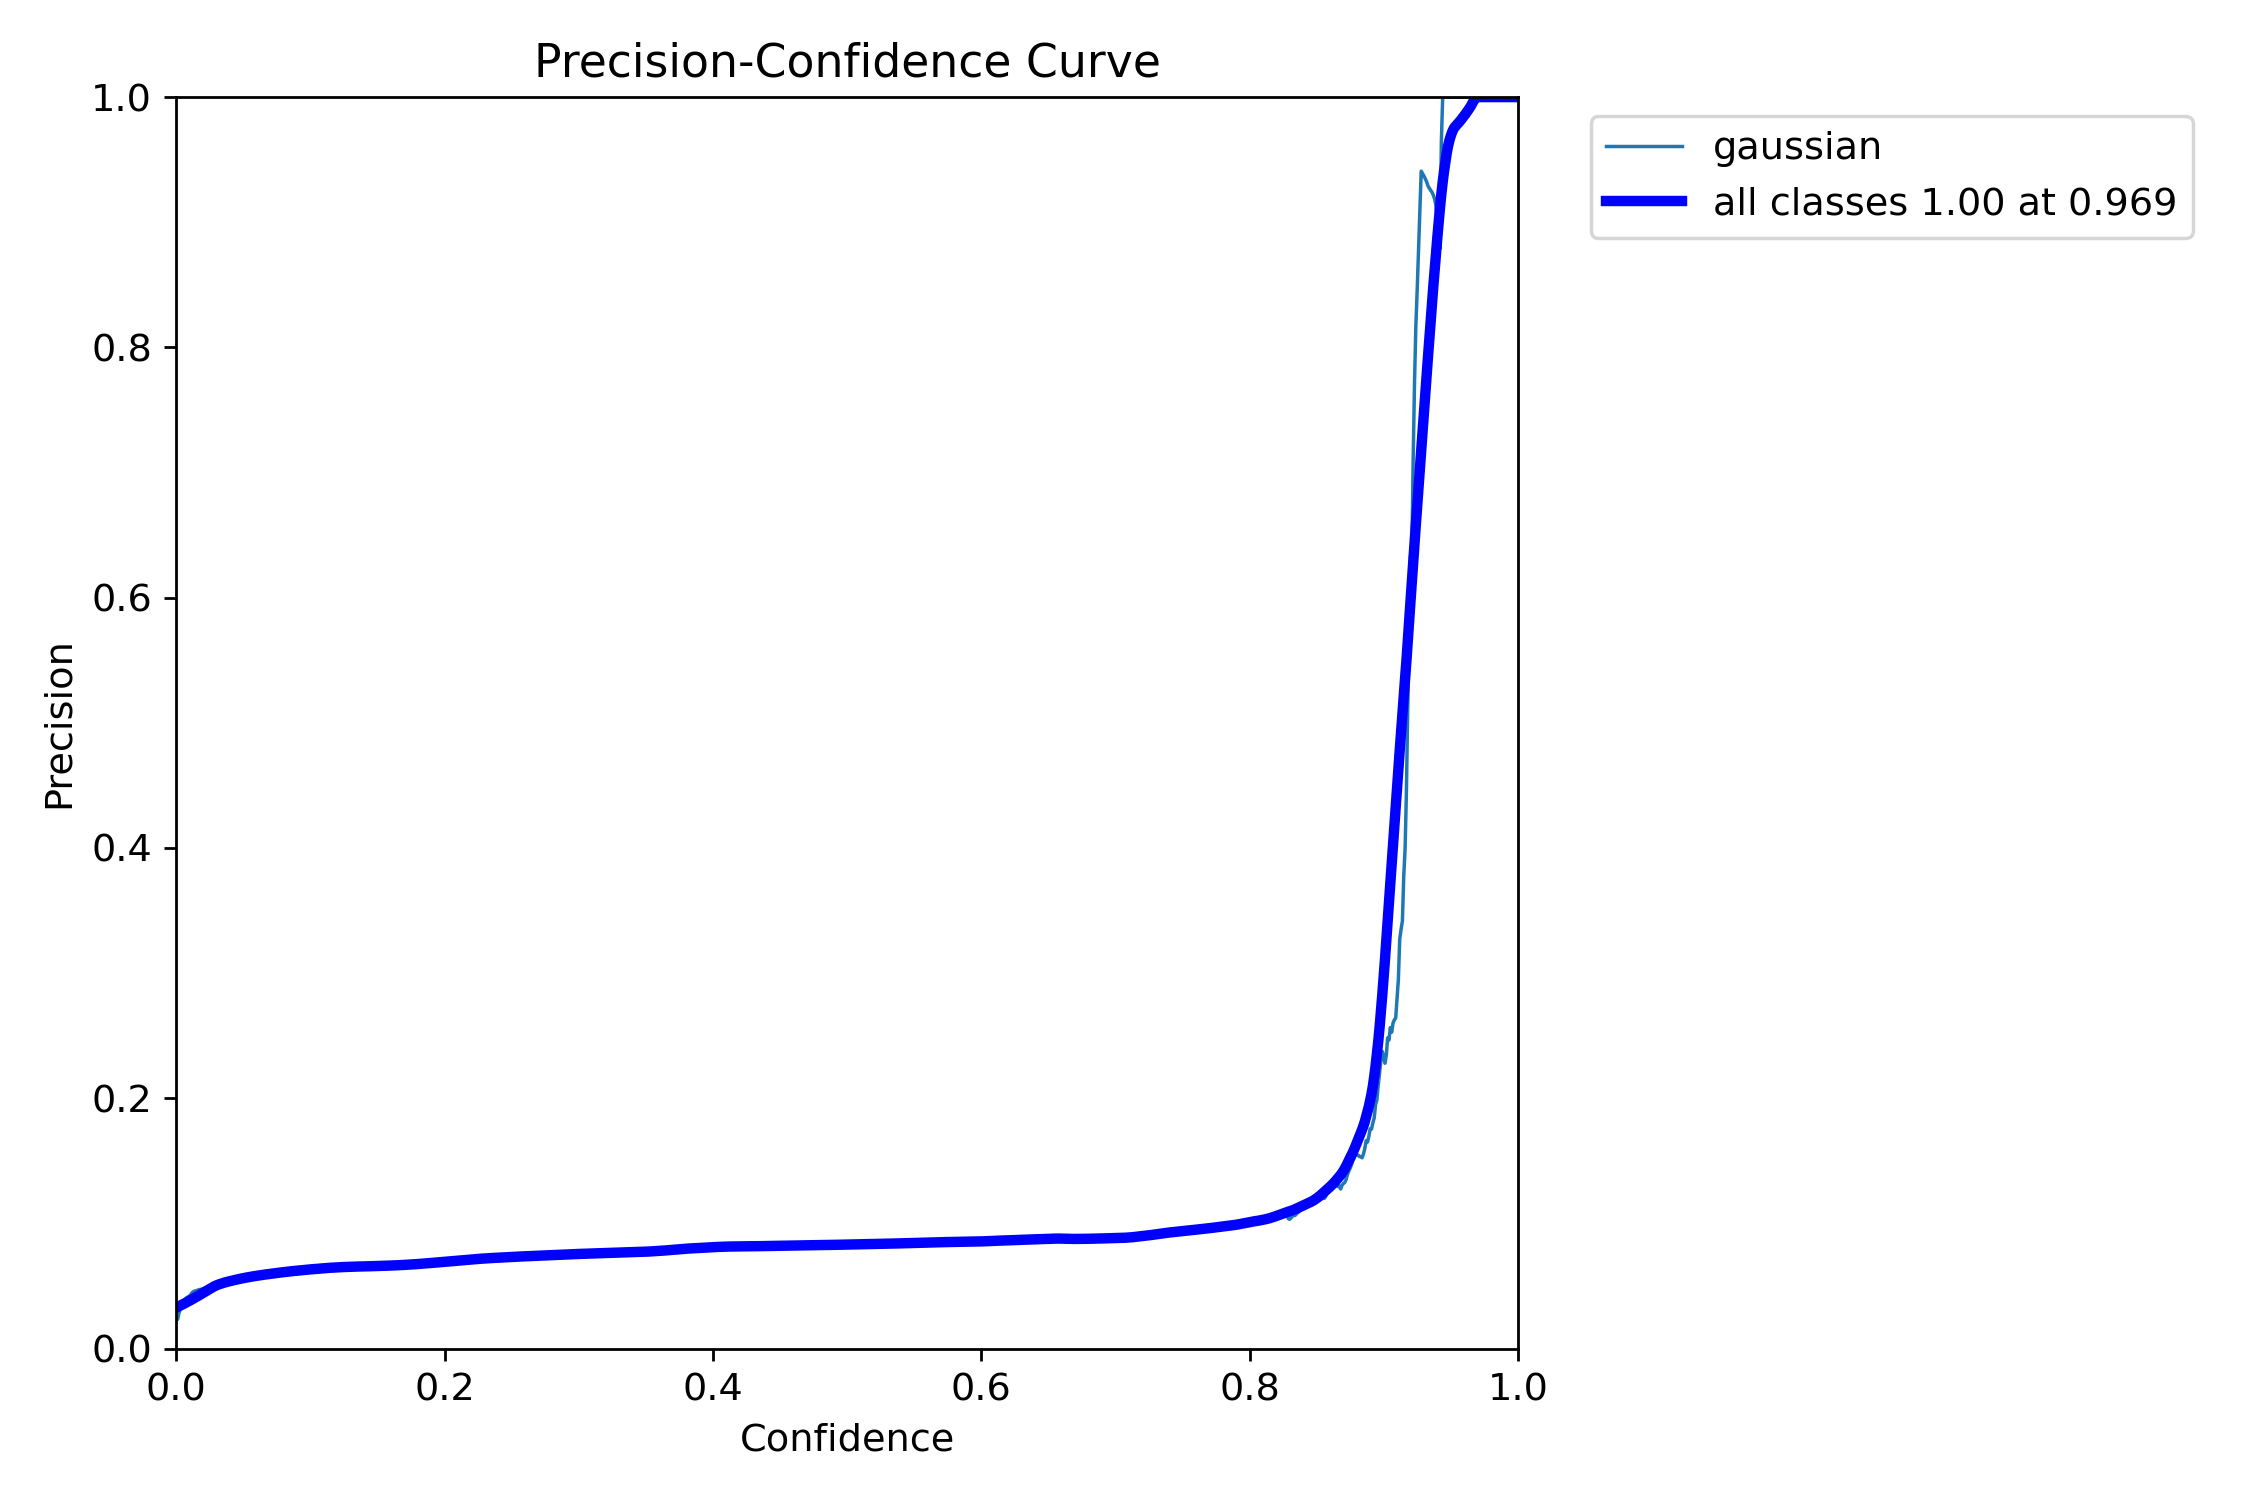 Precision-Confidence Curve
gaussian
all classes 1.00 at 0.969
Precision
1.0
0.8
0.6
0.4
0.2
0.0
0.0 0.2 0.4 0.6 0.8 1.0
Confidence